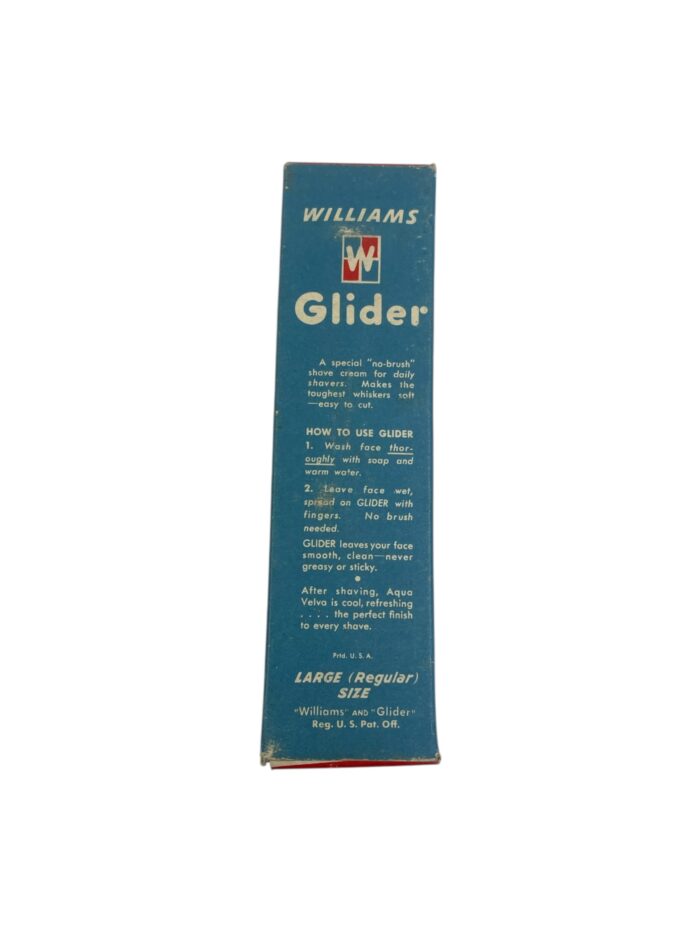 WILLIAMS
W
Glider
A special "no-brush"
shave cream for daily
shavers. Makes the
toughest whiskers soft
—easy to cut.
HOW TO USE GLIDER
1. Wash face thor-
oughly with soap and
warm water.
2. Leave face wet,
spread on GLIDER with
fingers. No brush
needed.
GLIDER leaves your face
smooth, clean—never
greasy or sticky.
After shaving, Aqua
Velva is cool, refreshing
. . . . the perfect finish
to every shave.
Prtd. U. S. A.
LARGE (Regular)
SIZE
"Williams" AND "Glider"
Reg. U. S. Pat. Off.